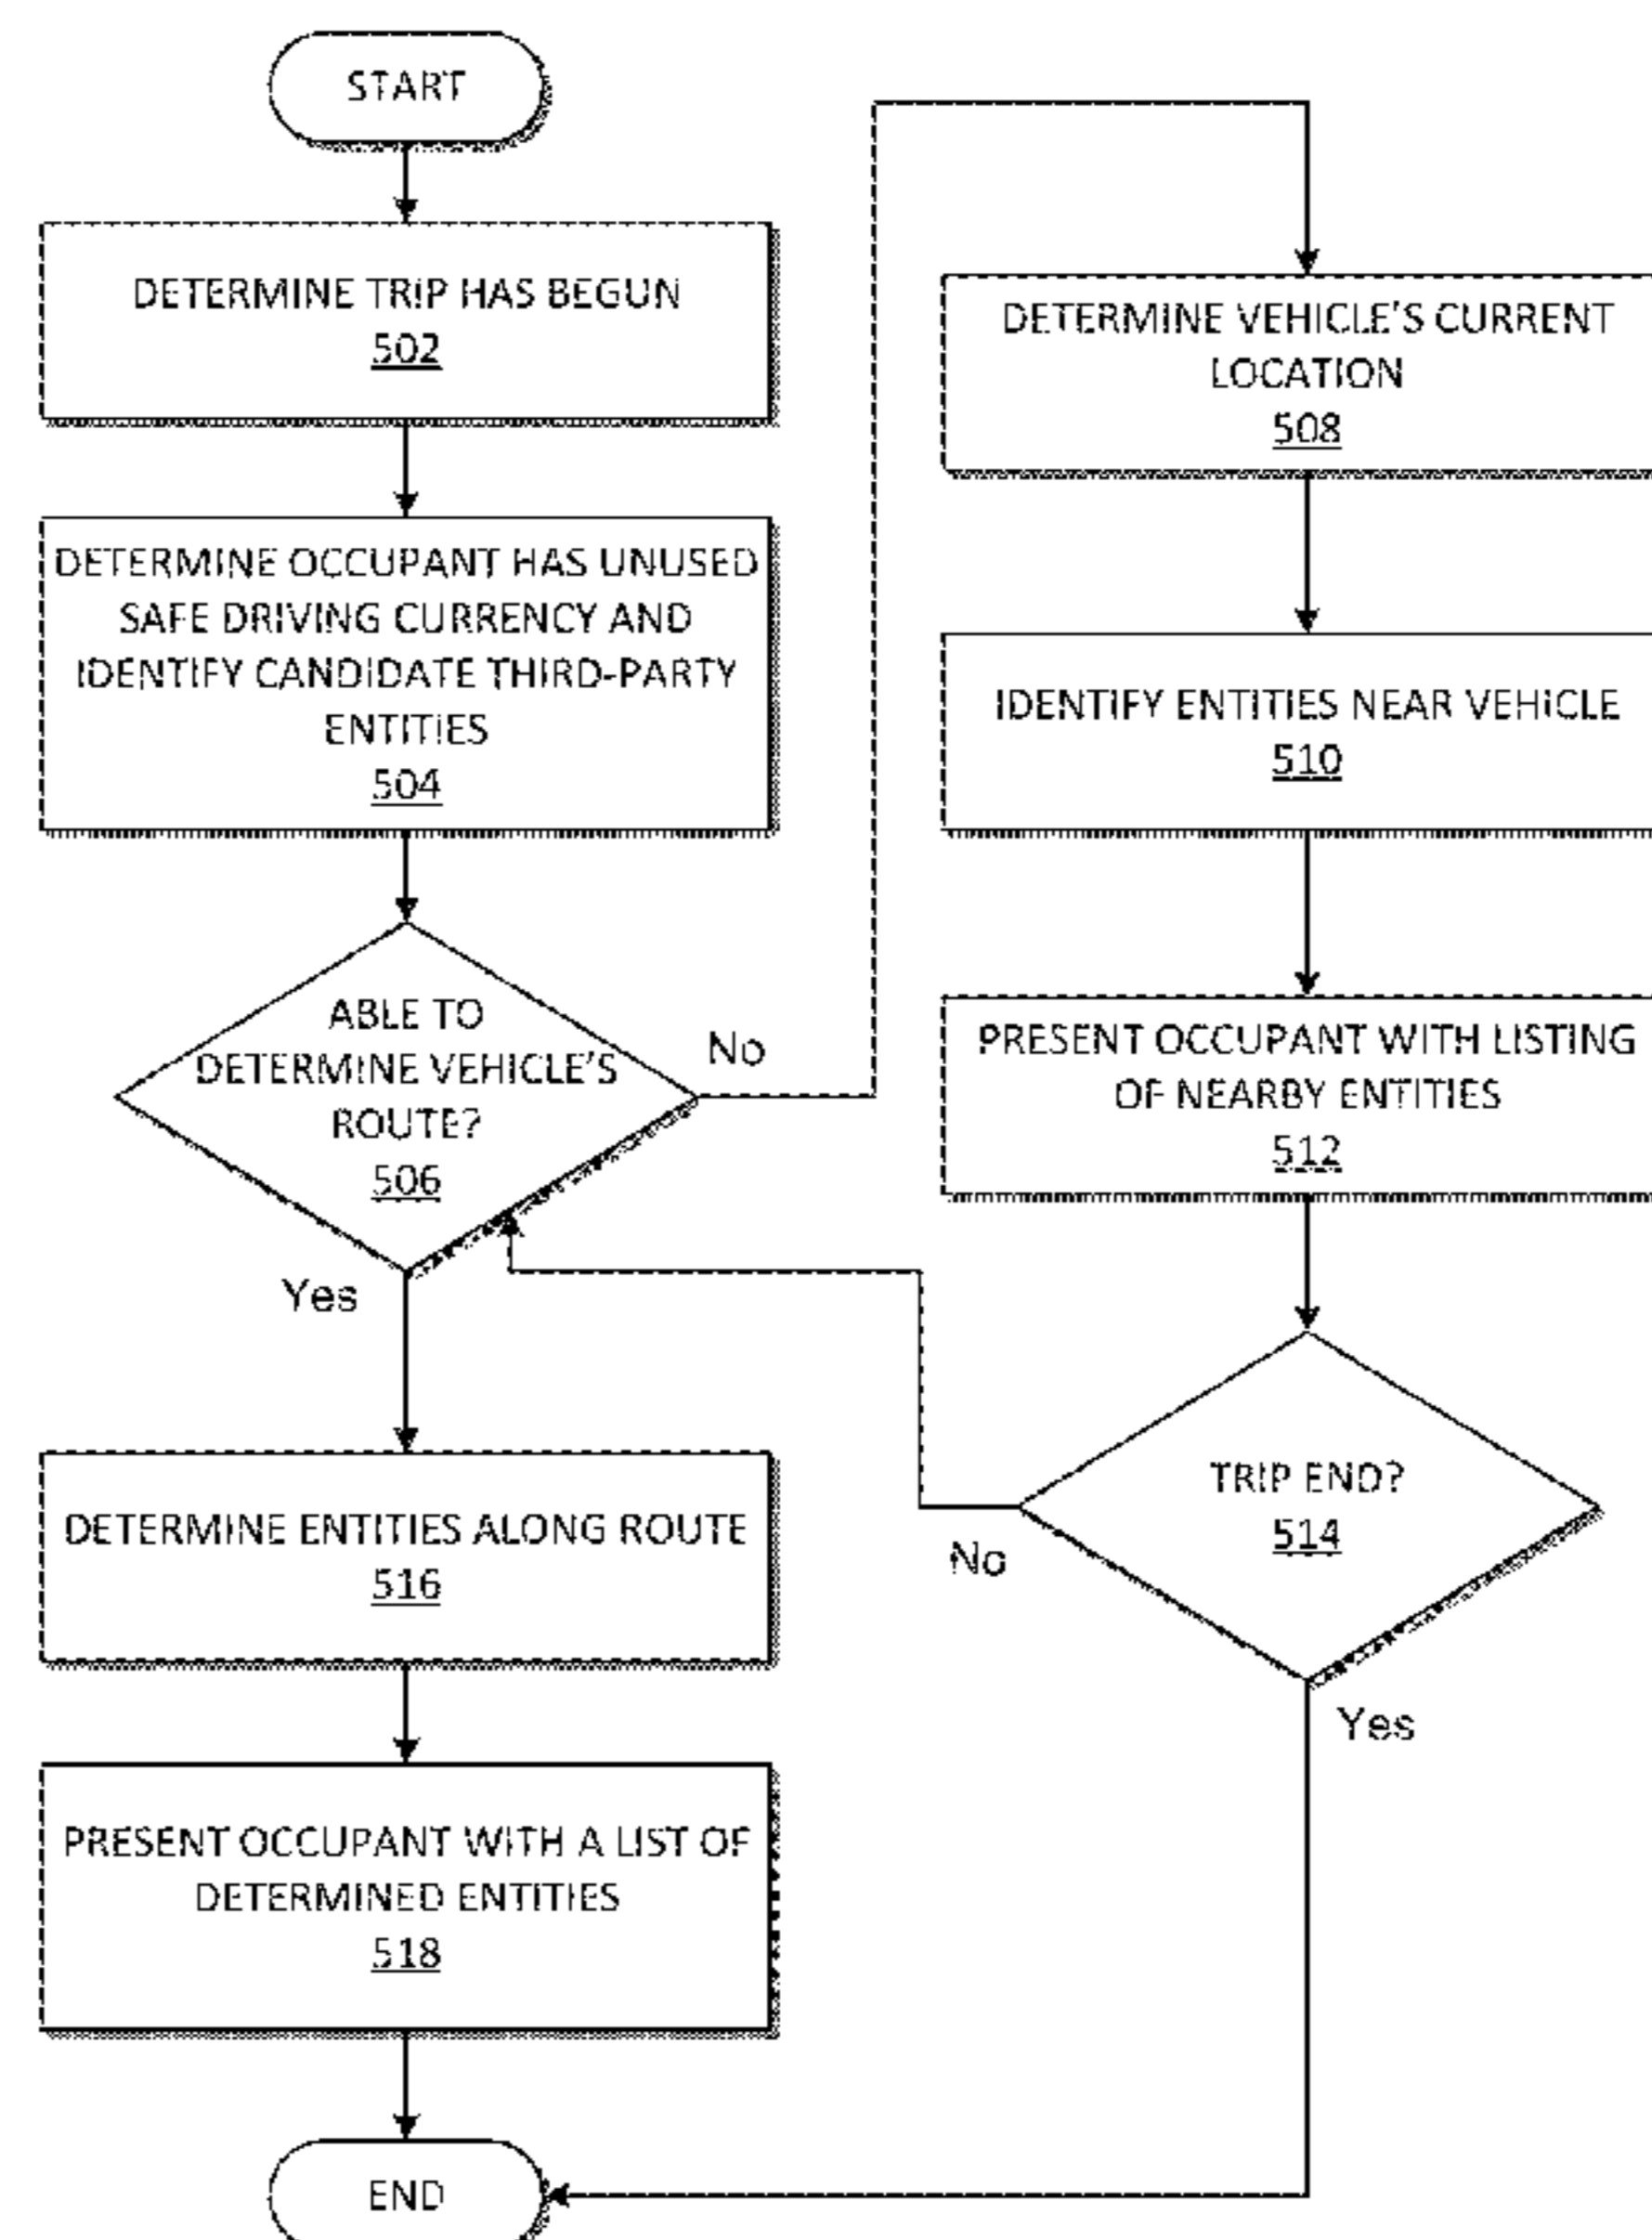 START
DETERMINE TRIP HAS BEGUN
502
DETERMINE OCCUPANT HAS UNUSED
SAFE DRIVING CURRENCY AND
IDENTIFY CANDIDATE THIRD-PARTY
ENTITIES
504
ABLE TO
DETERMINE VEHICLE'S
ROUTE?
506
No
Yes
DETERMINE VEHICLE'S CURRENT
LOCATION
508
IDENTIFY ENTITIES NEAR VEHICLE
510
PRESENT OCCUPANT WITH LISTING
OF NEARBY ENTITIES
512
TRIP END?
514
No
Yes
DETERMINE ENTITIES ALONG ROUTE
516
PRESENT OCCUPANT WITH A LIST OF
DETERMINED ENTITIES
518
END